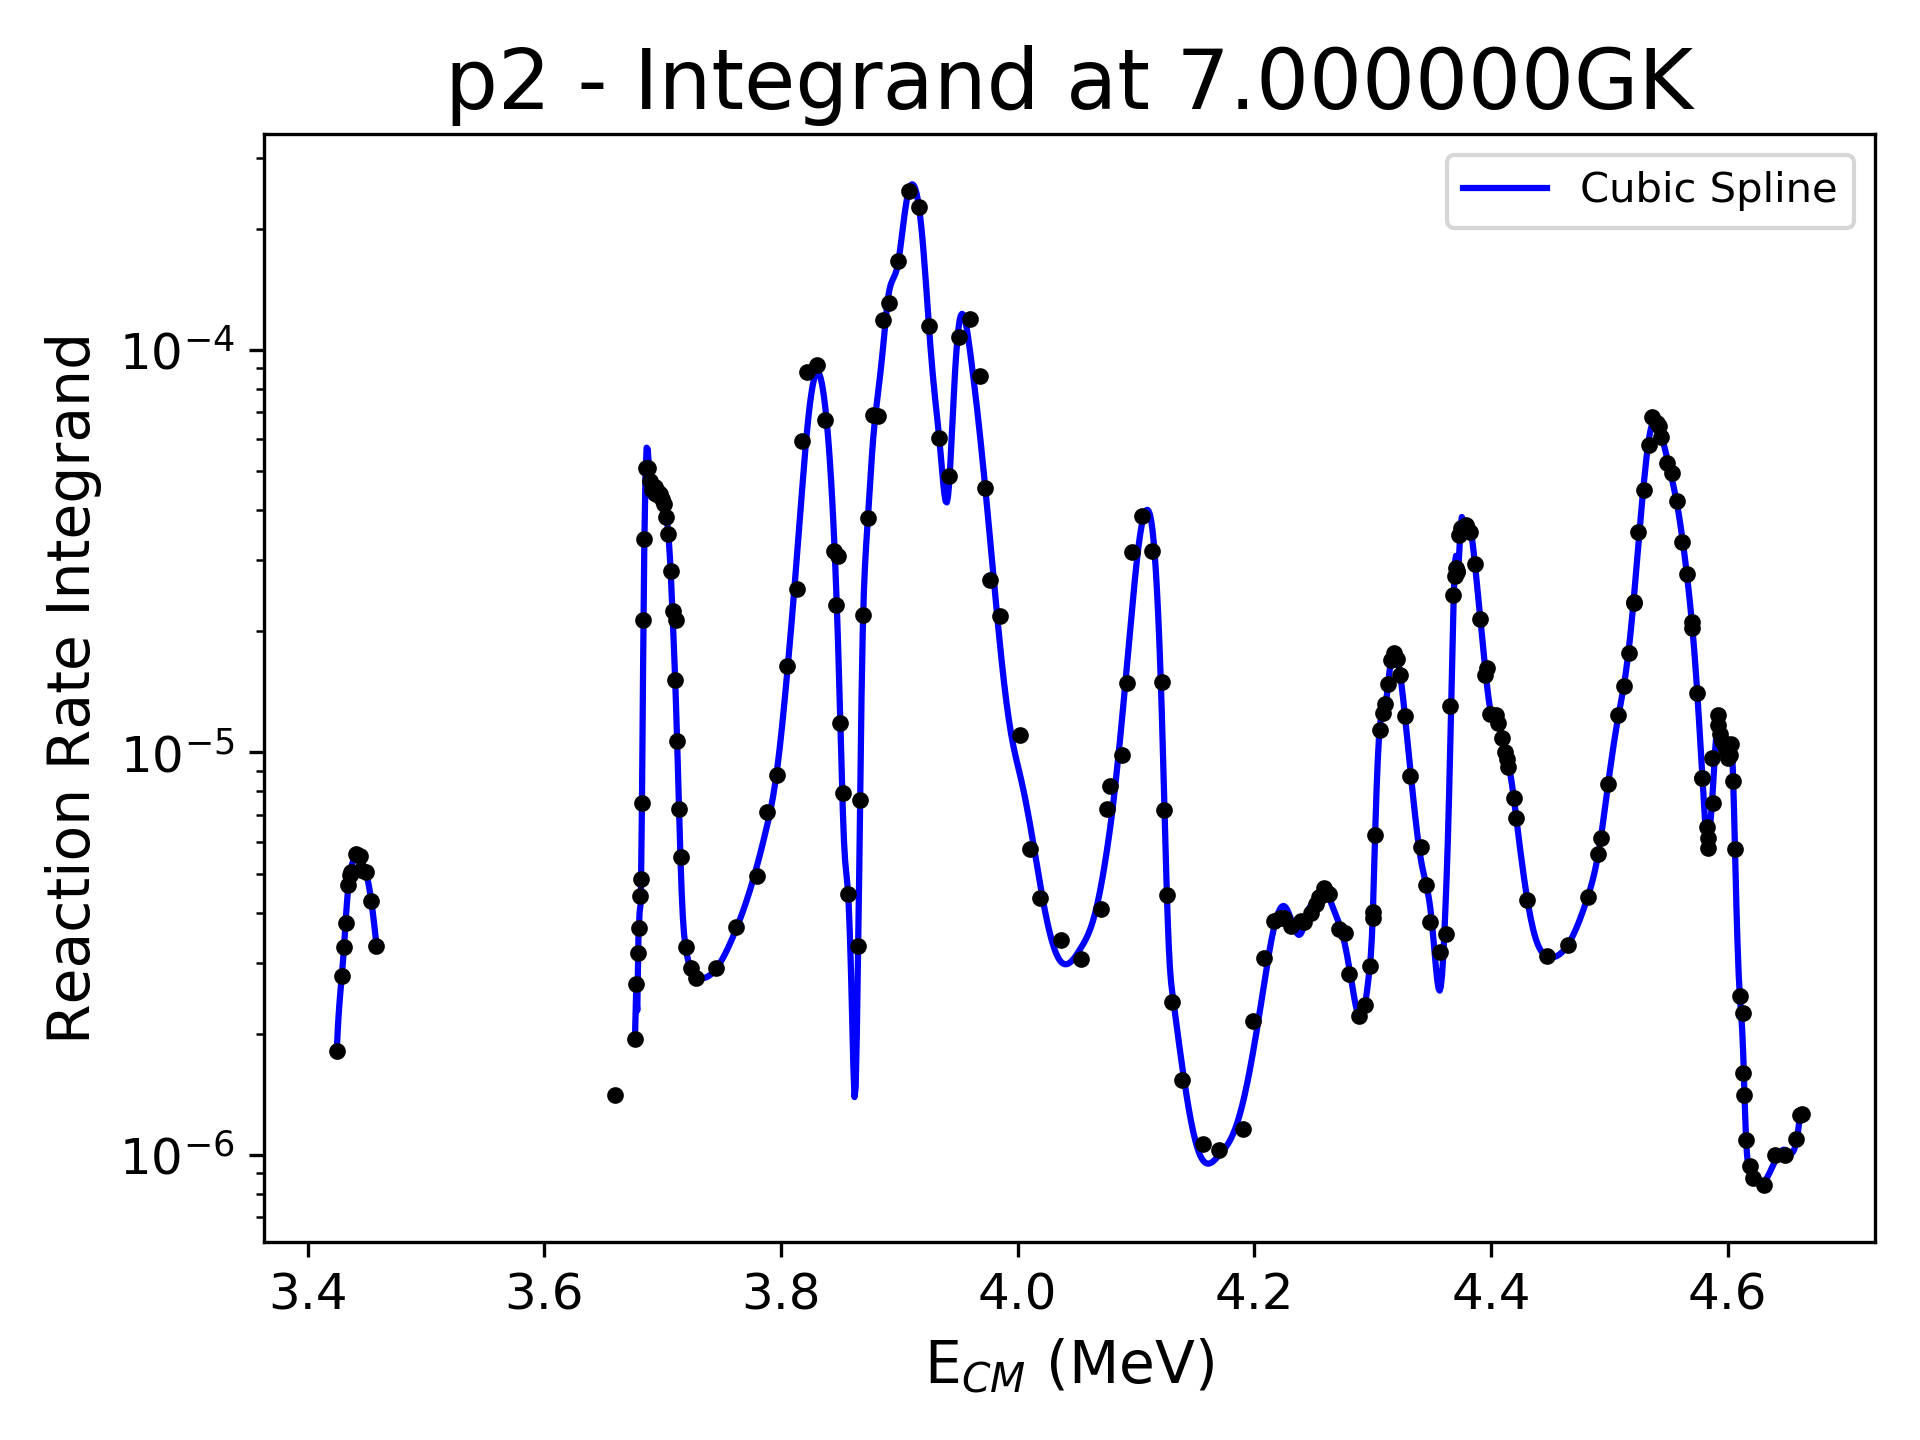 p2 - Integrand at 7.000000GK
Cubic Spline
Reaction Rate Integrand
10⁻⁴
10⁻⁵
10⁻⁶
3.4 3.6 3.8 4.0 4.2 4.4 4.6
E_CM (MeV)